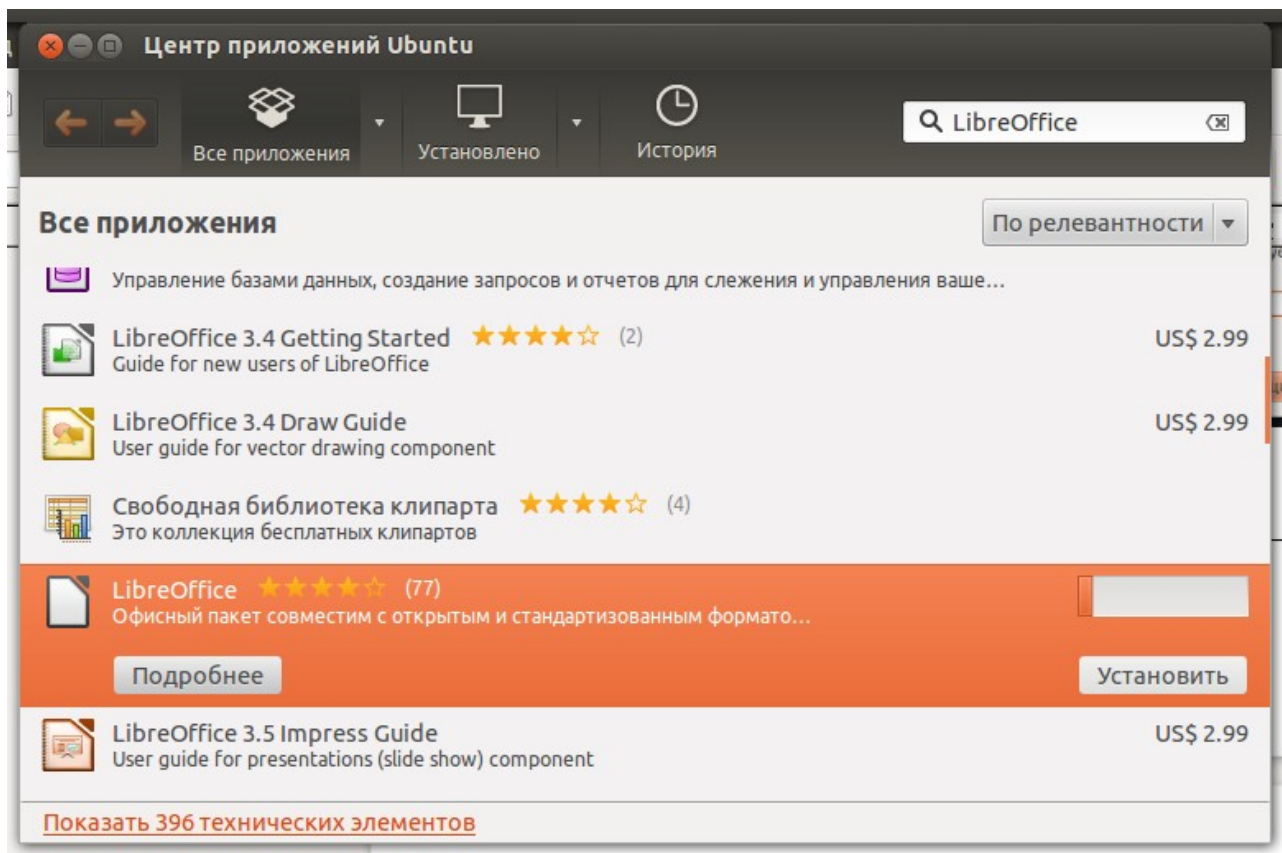 Центр приложений Ubuntu
Все приложения
Установлено
История
LibreOffice
Все приложения
По релевантности
Управление базами данных, создание запросов и отчетов для слежения и управления ваше...
LibreOffice 3.4 Getting Started (2) US$ 2.99
Guide for new users of LibreOffice
LibreOffice 3.4 Draw Guide US$ 2.99
User guide for vector drawing component
Свободная библиотека клипарта (4)
Это коллекция бесплатных клипартов
LibreOffice (77)
Офисный пакет совместим с открытым и стандартизованным формато...
Подробнее Установить
LibreOffice 3.5 Impress Guide US$ 2.99
User guide for presentations (slide show) component
Показать 396 технических элементов